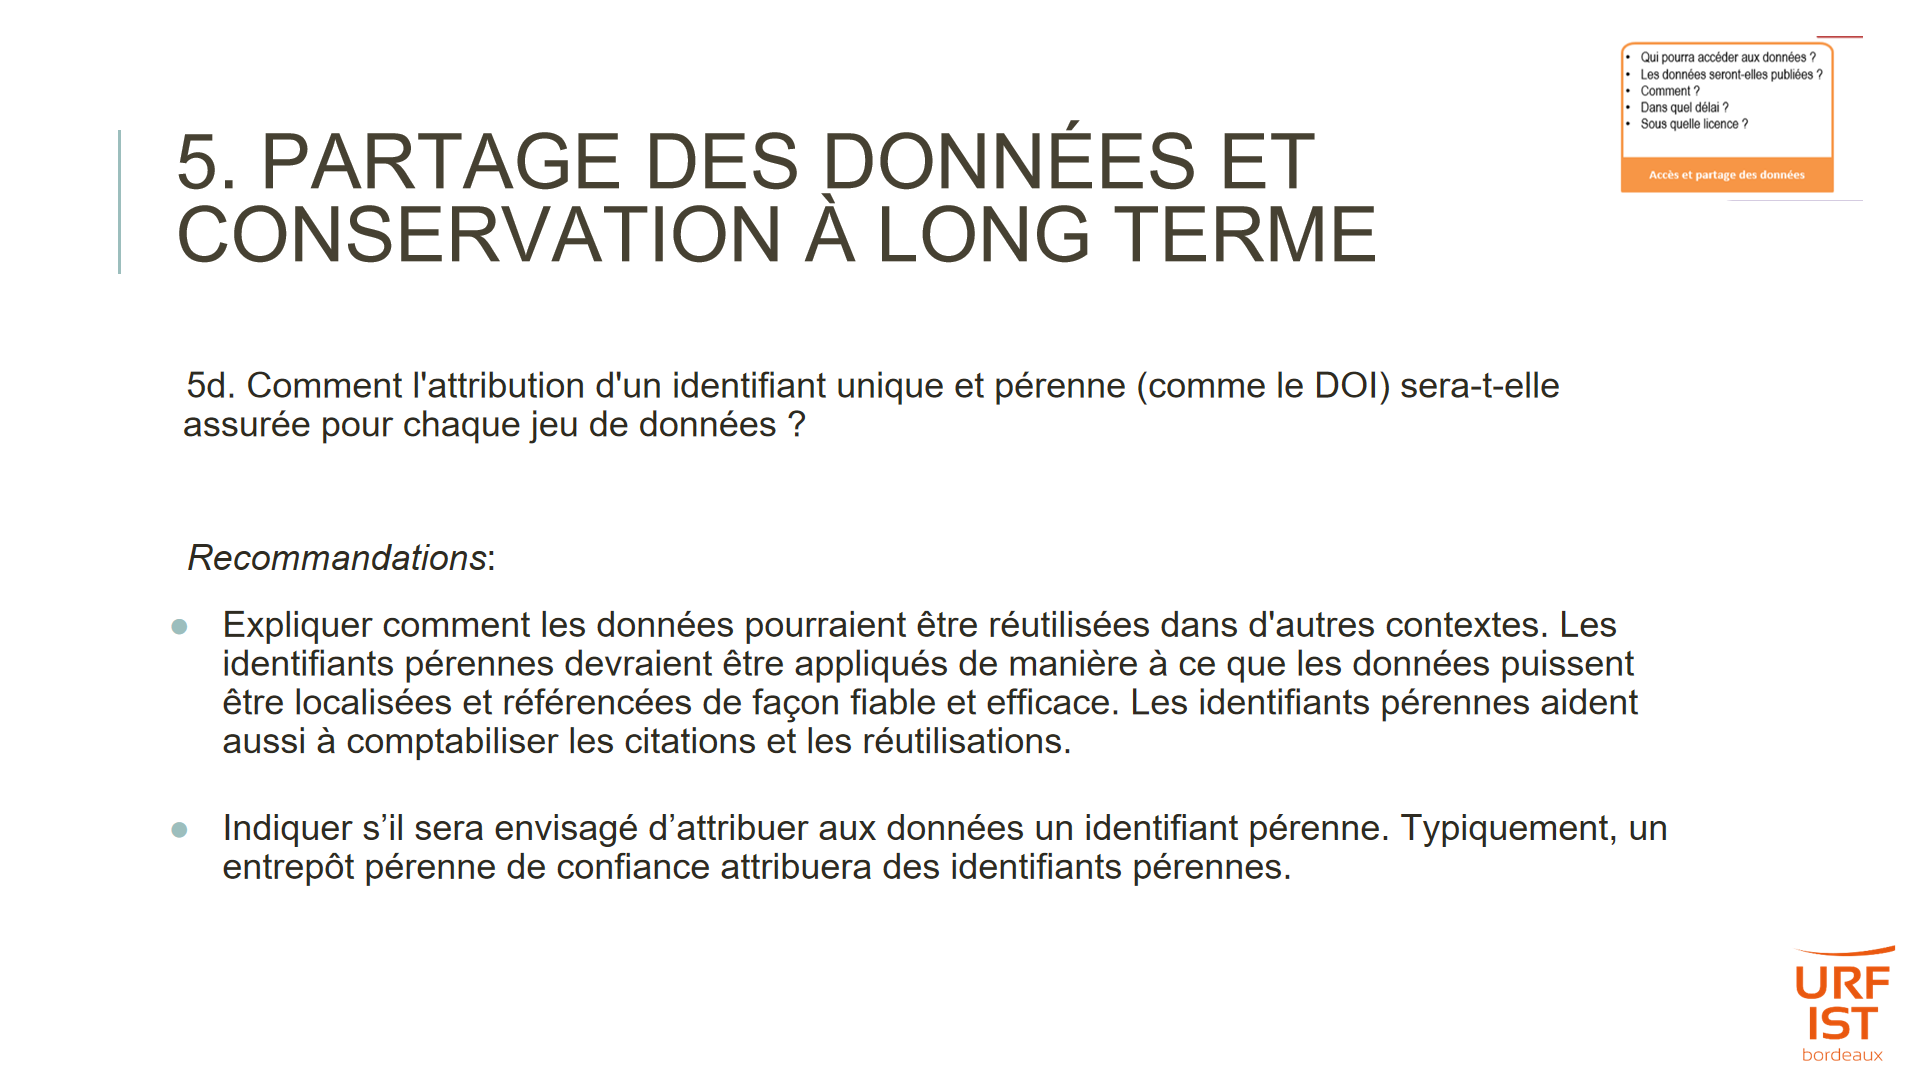 • Qui pourra accéder aux données ?
• Les données seront-elles publiées ?
• Comment ?
• Dans quel délai ?
• Sous quelle licence ?
Accès et partage des données
5. PARTAGE DES DONNÉES ET
CONSERVATION À LONG TERME
5d. Comment l'attribution d'un identifiant unique et pérenne (comme le DOI) sera-t-elle
assurée pour chaque jeu de données ?
Recommandations:
● Expliquer comment les données pourraient être réutilisées dans d'autres contextes. Les
identifiants pérennes devraient être appliqués de manière à ce que les données puissent
être localisées et référencées de façon fiable et efficace. Les identifiants pérennes aident
aussi à comptabiliser les citations et les réutilisations.
● Indiquer s’il sera envisagé d’attribuer aux données un identifiant pérenne. Typiquement, un
entrepôt pérenne de confiance attribuera des identifiants pérennes.
URF
IST
bordeaux